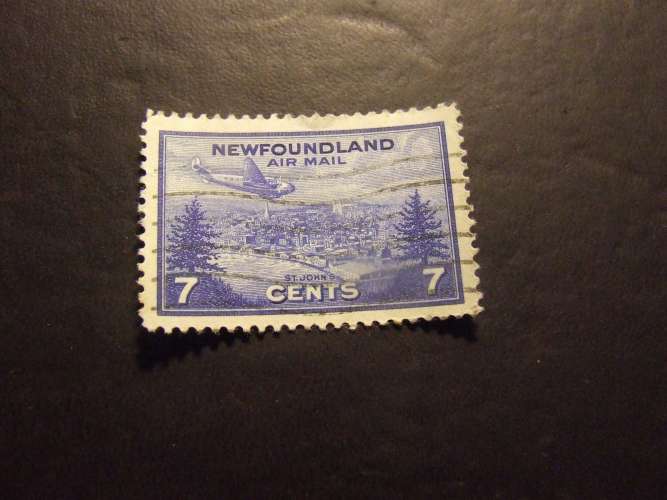 NEWFOUNDLAND
AIR MAIL
ST. JOHN'S
7 CENTS 7